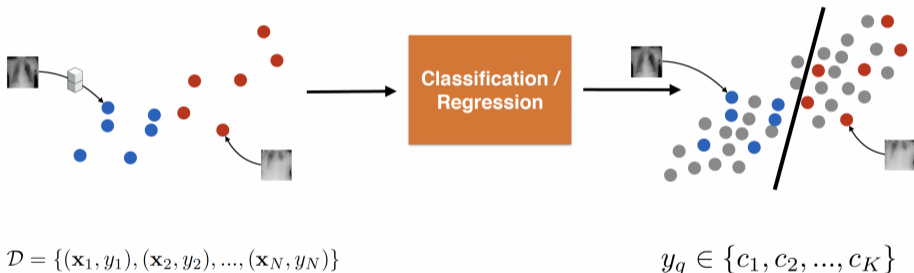 Classification /
Regression
𝒟 = {(𝐱₁, y₁), (𝐱₂, y₂), ..., (𝐱_N, y_N)}
y_q ∈ {c₁, c₂, ..., c_K}